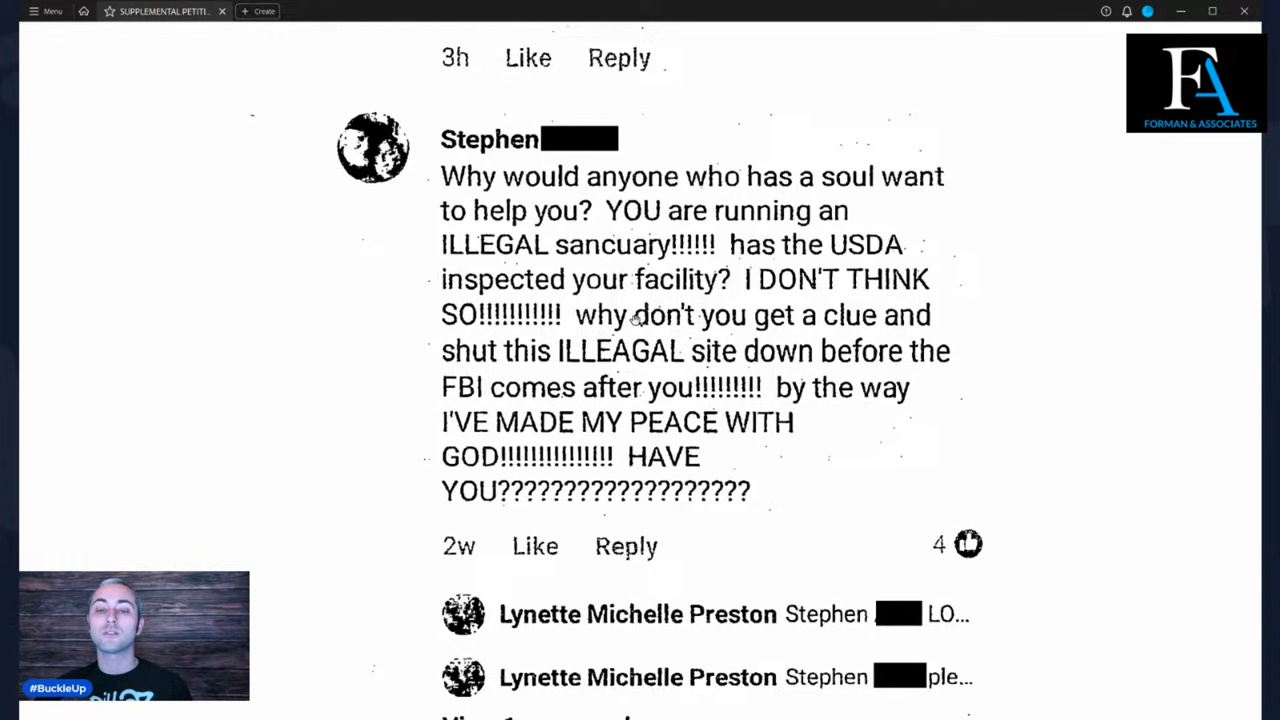 Menu
SUPPLEMENTAL PETITI...
Create
FA
FORMAN & ASSOCIATES
3h Like Reply
Stephen
Why would anyone who has a soul want
to help you? YOU are running an
ILLEGAL sancuary!!!!!! has the USDA
inspected your facility? I DON'T THINK
SO!!!!!!!!!!! why don't you get a clue and
shut this ILLEAGAL site down before the
FBI comes after you!!!!!!!!! by the way
I'VE MADE MY PEACE WITH
GOD!!!!!!!!!!!!!!! HAVE
YOU???????????????????
2w Like Reply 4
Lynette Michelle Preston Stephen LO...
Lynette Michelle Preston Stephen ple...
#BuckleUp